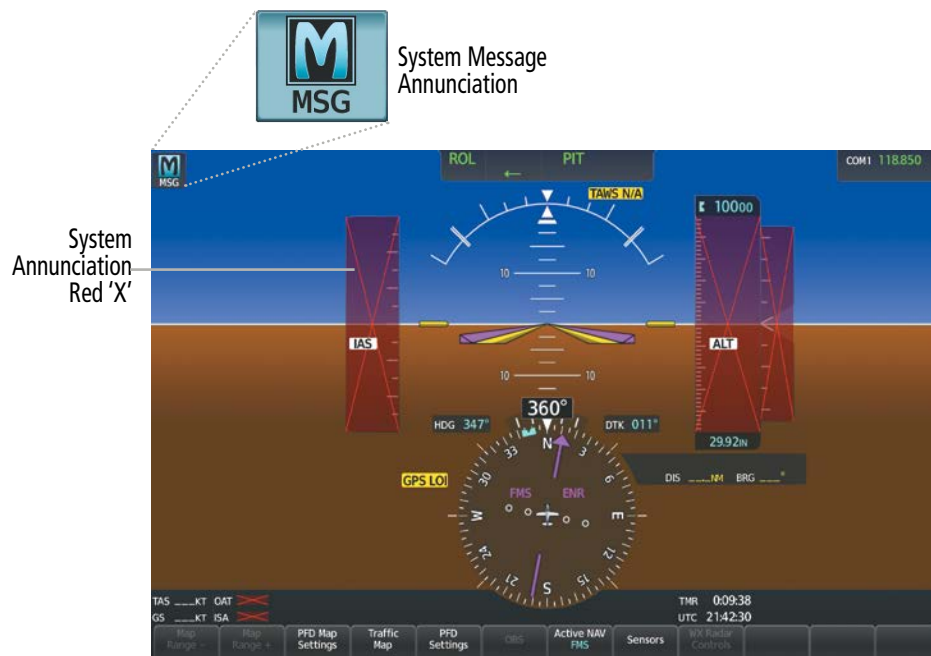 M
MSG
System Message
Annunciation
M
MSG
ROL ← PIT
COM1 118.850
TAWS N/A
10000
System
Annunciation
Red ‘X’
10 10
IAS
ALT
10 10
360°
HDG 347°
DTK 011°
29.92IN
N
33 3
GPS LOI
30 6
DIS _._NM BRG ___°
FMS ENR
W E
24 12
21 15
S
TAS ___KT OAT
TMR 0:09:38
GS ___KT ISA
UTC 21:42:30
Map Range – Map Range + PFD Map Settings Traffic Map PFD Settings OBS Active NAV FMS Sensors WX Radar Controls